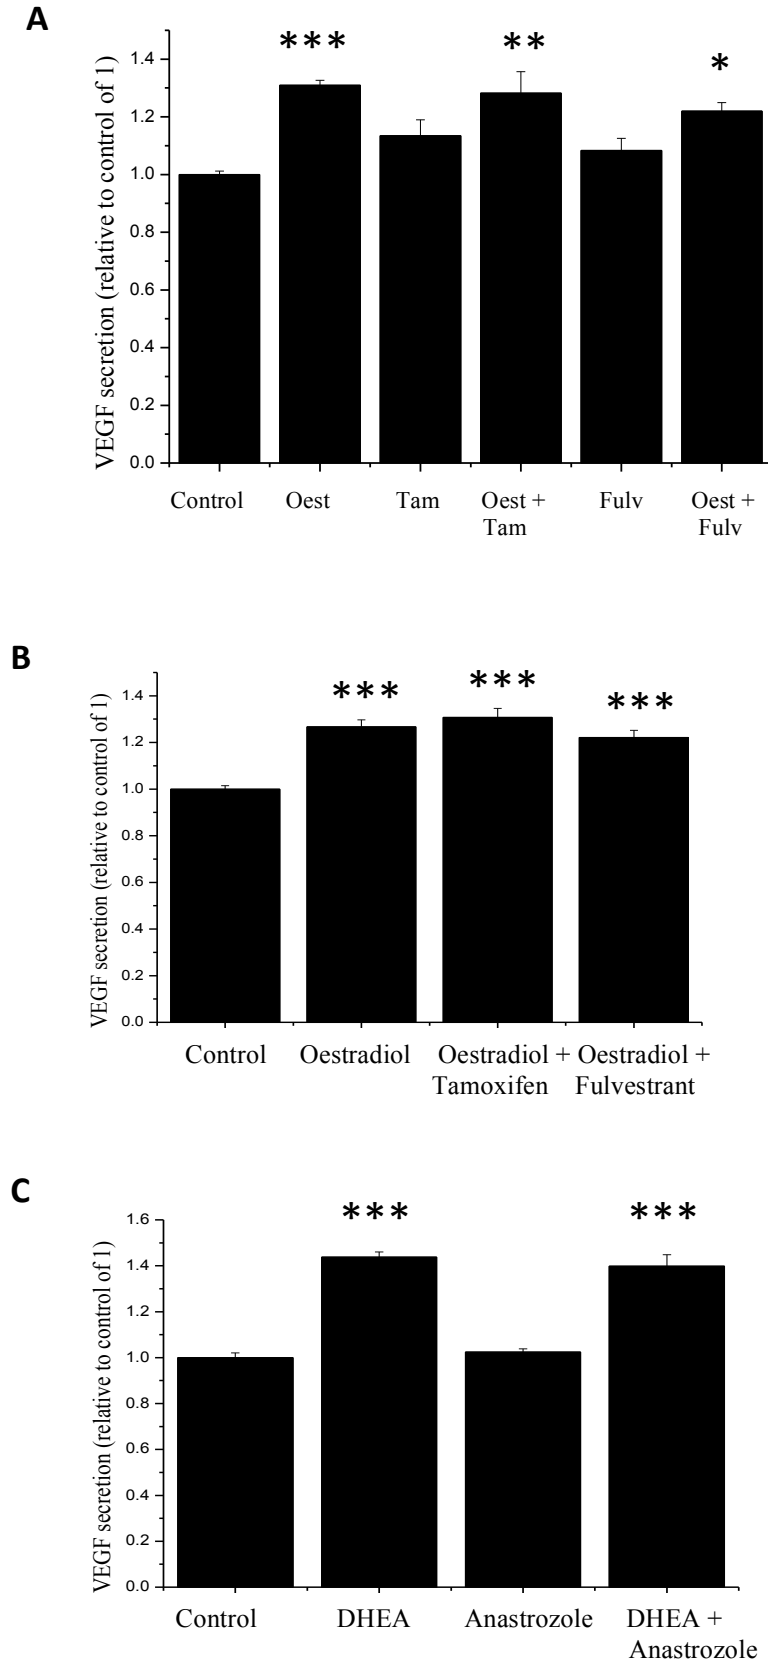 A
VEGF secretion (relative to control of 1)
1.4
1.2
1.0
0.8
0.6
0.4
0.2
0.0
***
**
*
Control Oest Tam Oest + Fulv Oest +
Tam Fulv
B
VEGF secretion (relative to control of 1)
1.4
1.2
1.0
0.8
0.6
0.4
0.2
0.0
***
***
***
Control Oestradiol Oestradiol + Oestradiol +
Tamoxifen Fulvestrant
C
VEGF secretion (relative to control of 1)
1.6
1.4
1.2
1.0
0.8
0.6
0.4
0.2
0.0
***
***
Control DHEA Anastrozole DHEA +
Anastrozole